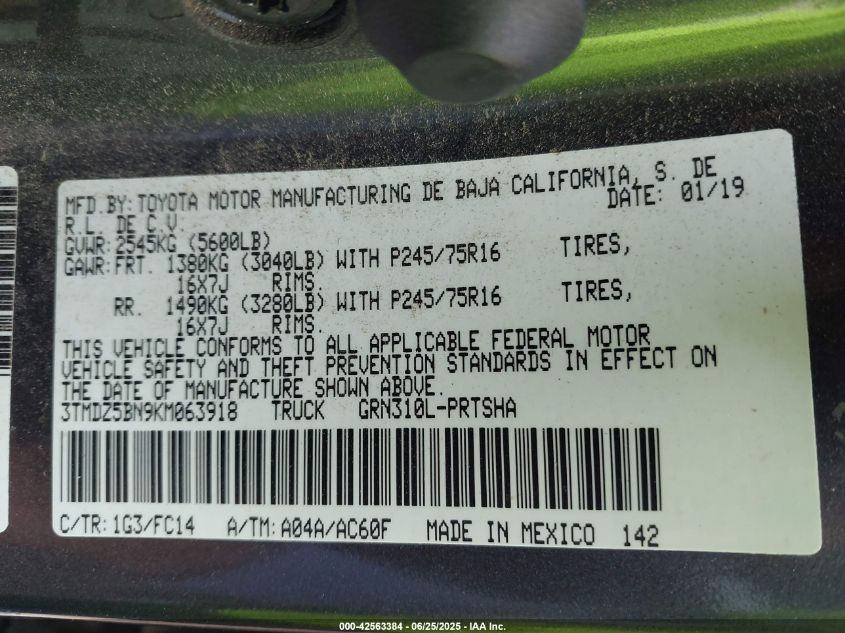 MFD.BY: TOYOTA MOTOR MANUFACTURING DE BAJA CALIFORNIA, S. DE
R.L. DE C.V. DATE: 01/19
GVWR: 2545KG (5600LB)
GAWR: FRT. 1380KG (3040LB) WITH P245/75R16 TIRES,
16X7J RIMS.
RR. 1490KG (3280LB) WITH P245/75R16 TIRES,
16X7J RIMS.
THIS VEHICLE CONFORMS TO ALL APPLICABLE FEDERAL MOTOR
VEHICLE SAFETY AND THEFT PREVENTION STANDARDS IN EFFECT ON
THE DATE OF MANUFACTURE SHOWN ABOVE.
3TMDZ5BN9KM063918 TRUCK GRN310L-PRTSHA
C/TR: 1G3/FC14 A/TM: A04A/AC60F MADE IN MEXICO 142
000-42563384 - 06/25/2025 - IAA Inc.